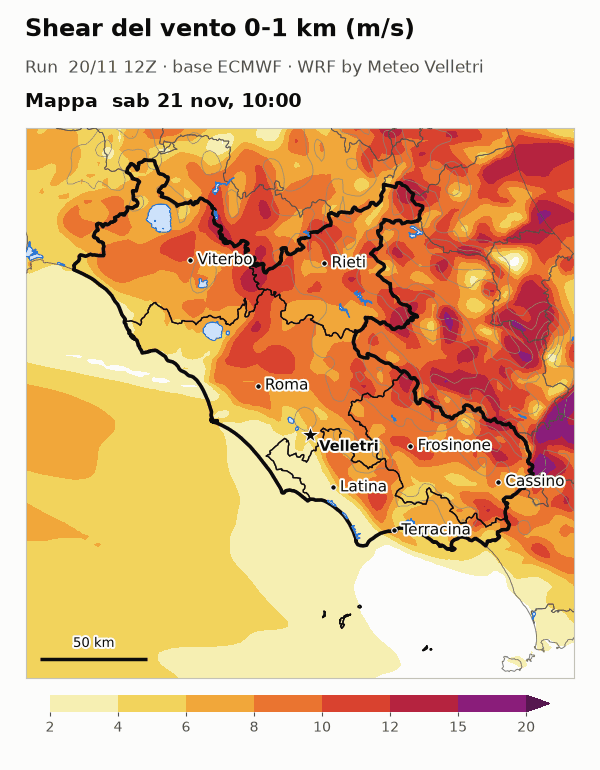 Shear del vento 0-1 km (m/s)
Run  20/11 12Z · base ECMWF · WRF by Meteo Velletri
Mappa  sab 21 nov, 10:00
Viterbo
Rieti
Roma
Velletri
Frosinone
Latina
Cassino
Terracina
50 km
2 4 6 8 10 12 15 20